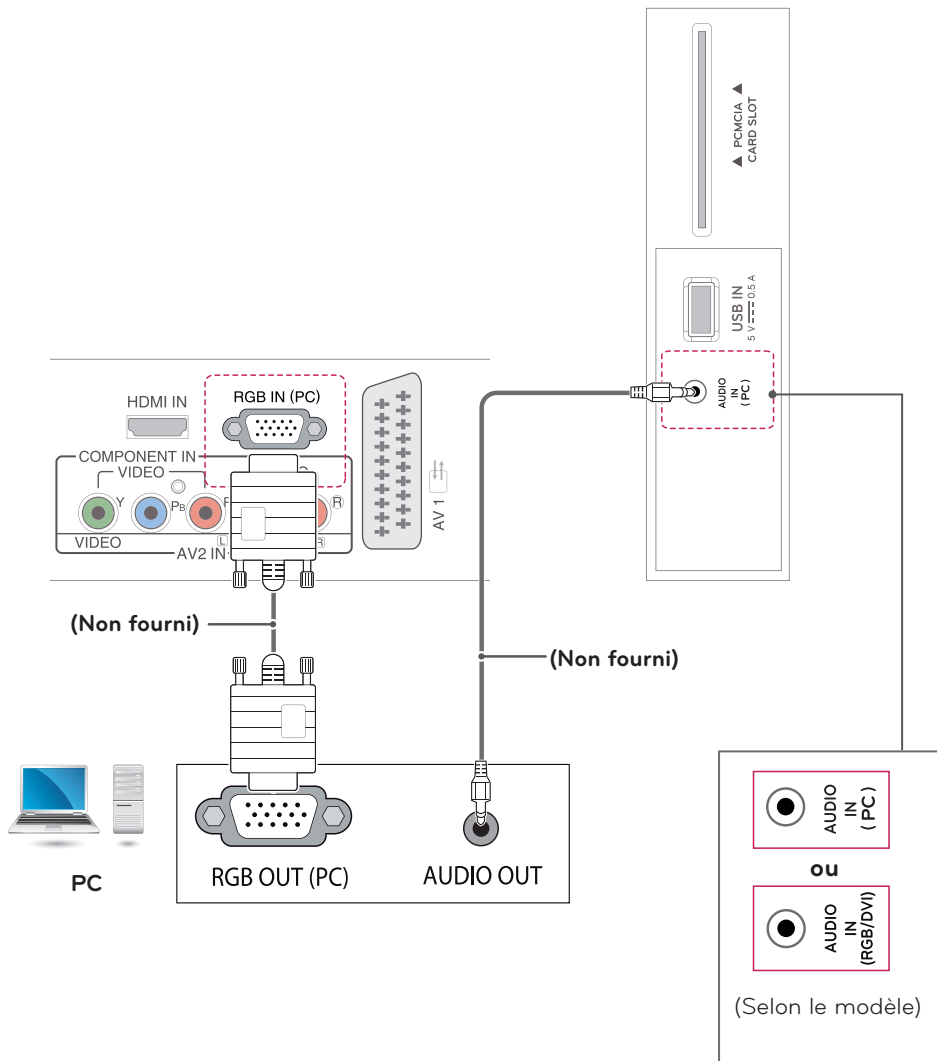 ▲ PCMCIA ▲
CARD SLOT
USB IN
5 V 0.5 A
AUDIO
IN
(PC)
HDMI IN
RGB IN (PC)
COMPONENT IN
VIDEO
Y
PB
P
R
VIDEO
L
R
AV2 IN
AV 1
(Non fourni)
(Non fourni)
PC
RGB OUT (PC)
AUDIO OUT
AUDIO
IN
(PC)
ou
AUDIO
IN
(RGB/DVI)
(Selon le modèle)